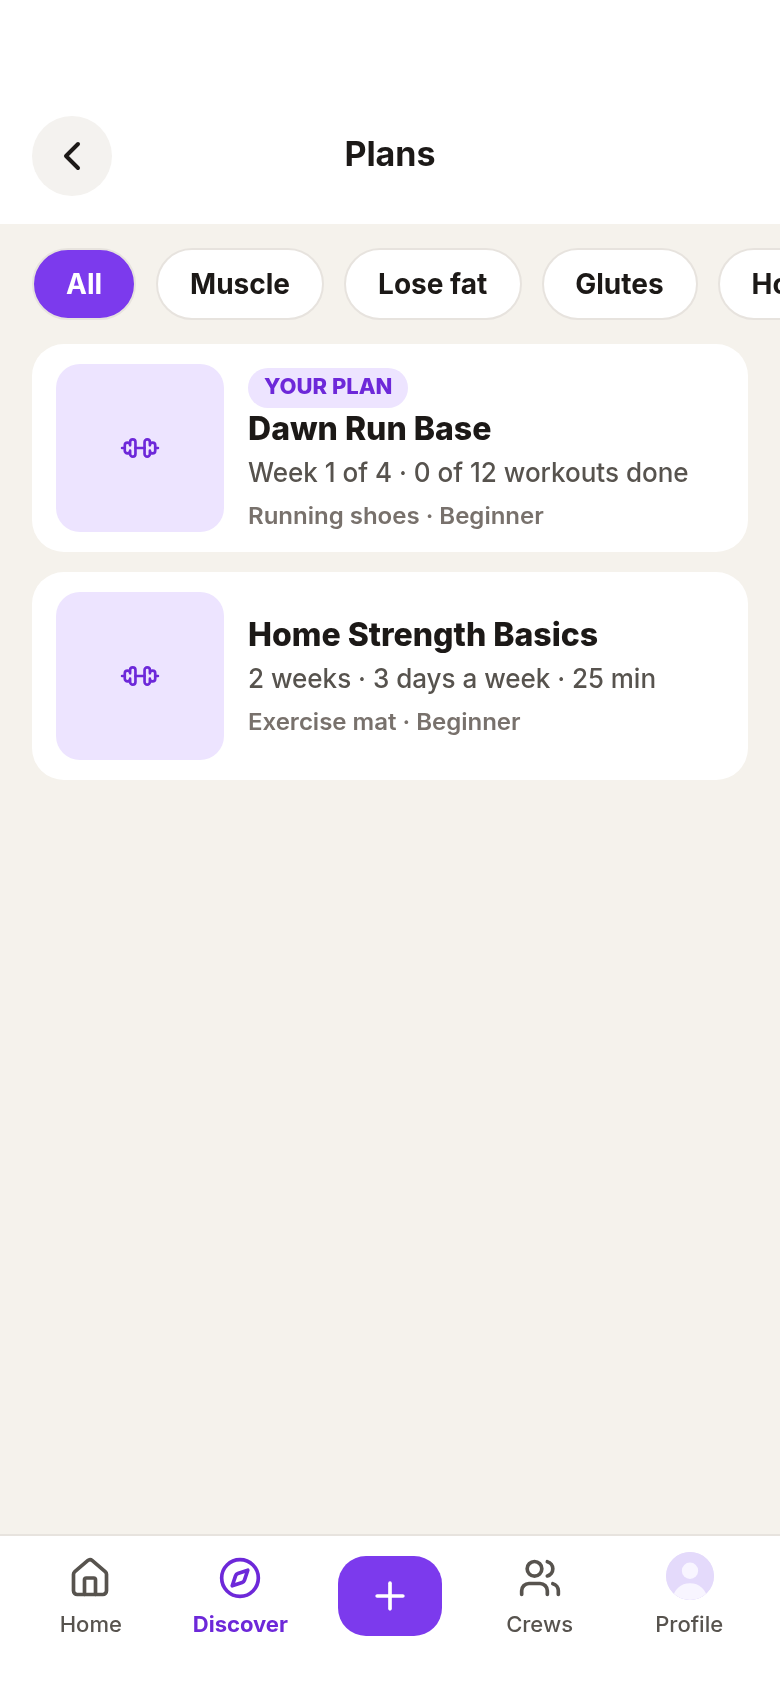 Plans
All
Muscle
Lose fat
Glutes
YOUR PLAN
Dawn Run Base
Week 1 of 4 · 0 of 12 workouts done
Running shoes · Beginner
Home Strength Basics
2 weeks · 3 days a week · 25 min
Exercise mat · Beginner
Home
Discover
Crews
Profile